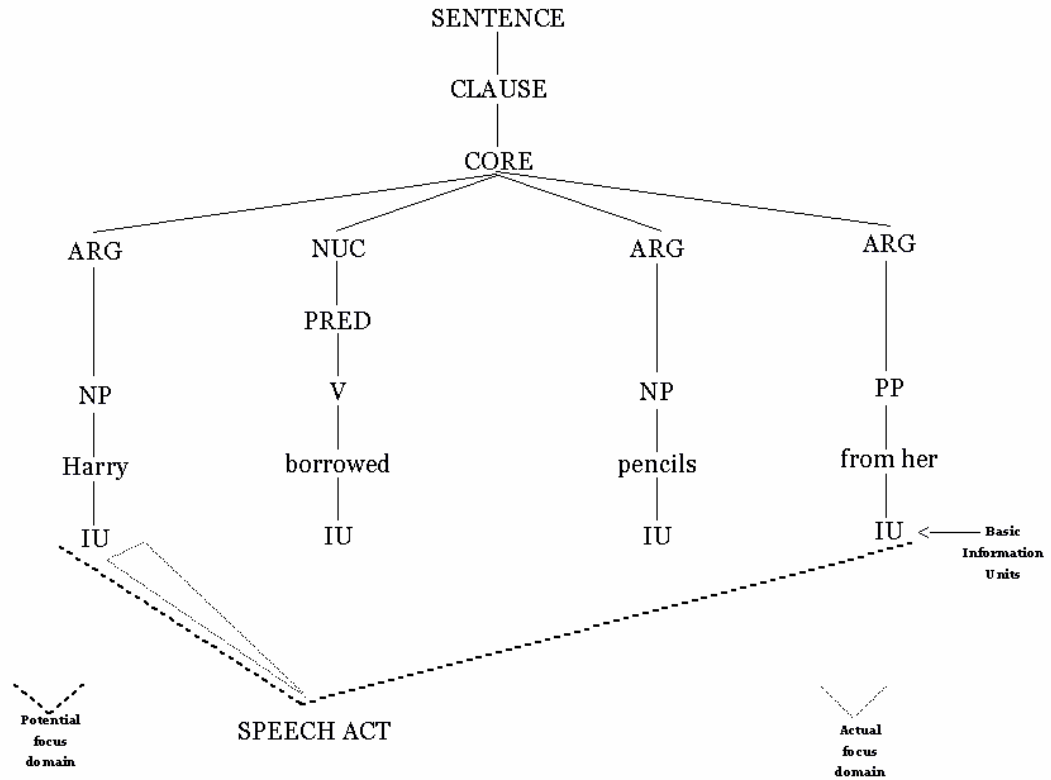 SENTENCE
CLAUSE
CORE
ARG NUC ARG ARG
PRED
NP V NP PP
Harry borrowed pencils from her
IU IU IU IU
Basic
Information
Units
Potential
focus
domain
SPEECH ACT
Actual
focus
domain